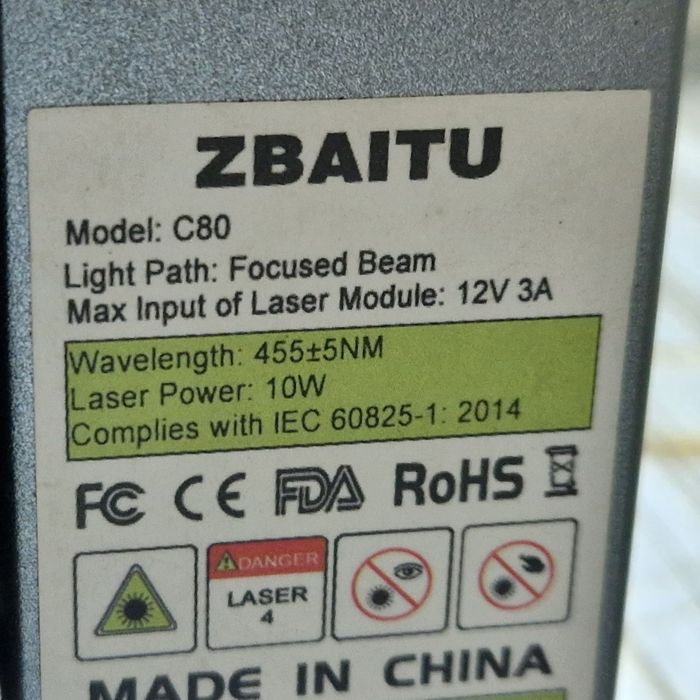 ZBAITU
Model: C80
Light Path: Focused Beam
Max Input of Laser Module: 12V 3A
Wavelength: 455±5NM
Laser Power: 10W
Complies with IEC 60825-1: 2014
FC CE FDA RoHS
DANGER
LASER
4
MADE IN CHINA